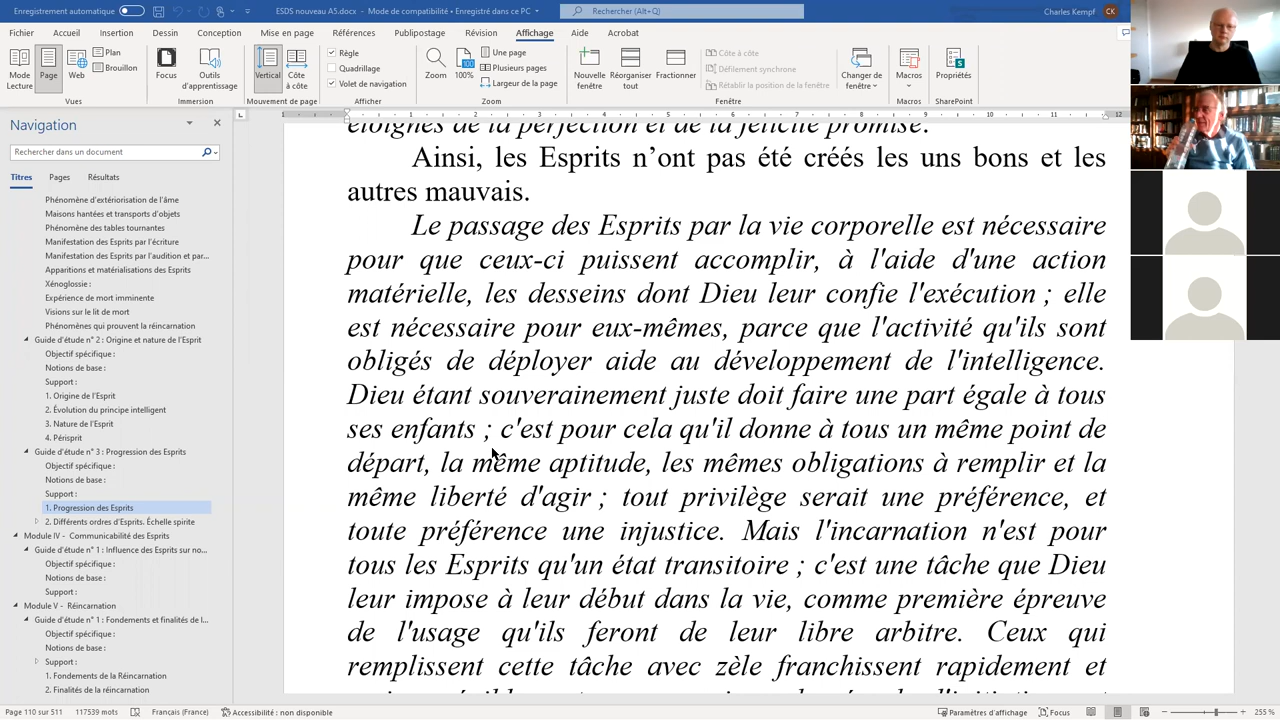 Enregistrement automatique
ESDS nouveau A5.docx - Mode de compatibilité • Enregistré dans ce PC
Rechercher (Alt+Q)
Charles Kempf
CK
Fichier
Accueil
Insertion
Dessin
Conception
Mise en page
Références
Publipostage
Révision
Affichage
Aide
Acrobat
Mode Lecture
Page
Web
Plan
Brouillon
Vues
Focus
Outils d'apprentissage
Immersion
Vertical
Côte à côte
Mouvement de page
Règle
Quadrillage
Volet de navigation
Afficher
Zoom
100%
Une page
Plusieurs pages
Largeur de la page
Zoom
Nouvelle fenêtre
Réorganiser tout
Fractionner
Côte à côte
Défilement synchrone
Rétablir la position de la fenêtre
Changer de fenêtre
Fenêtre
Macros
Macros
Propriétés
SharePoint
Navigation
Rechercher dans un document
Titres
Pages
Résultats
Phénomène d'extériorisation de l'âme
Maisons hantées et transports d'objets
Phénomène des tables tournantes
Manifestation des Esprits par l'écriture
Manifestation des Esprits par l'audition et par...
Apparitions et matérialisations des Esprits
Xénoglossie :
Expérience de mort imminente
Visions sur le lit de mort
Phénomènes qui prouvent la réincarnation
Guide d'étude n° 2 : Origine et nature de l'Esprit
Objectif spécifique :
Notions de base :
Support :
1. Origine de l'Esprit
2. Évolution du principe intelligent
3. Nature de l'Esprit
4. Périsprit
Guide d'étude n° 3 : Progression des Esprits
Objectif spécifique :
Notions de base :
Support :
1. Progression des Esprits
2. Différents ordres d'Esprits. Échelle spirite
Module IV - Communicabilité des Esprits
Guide d'étude n° 1 : Influence des Esprits sur no...
Objectif spécifique :
Notions de base :
Support :
Module V - Réincarnation
Guide d'étude n° 1 : Fondements et finalités de l...
Objectif spécifique :
Notions de base :
Support :
1. Fondements de la Réincarnation
2. Finalités de la réincarnation
éloignés de la perfection et de la félicité promise.
Ainsi, les Esprits n’ont pas été créés les uns bons et les
autres mauvais.
Le passage des Esprits par la vie corporelle est nécessaire
pour que ceux-ci puissent accomplir, à l'aide d'une action
matérielle, les desseins dont Dieu leur confie l'exécution ; elle
est nécessaire pour eux-mêmes, parce que l'activité qu'ils sont
obligés de déployer aide au développement de l'intelligence.
Dieu étant souverainement juste doit faire une part égale à tous
ses enfants ; c'est pour cela qu'il donne à tous un même point de
départ, la même aptitude, les mêmes obligations à remplir et la
même liberté d'agir ; tout privilège serait une préférence, et
toute préférence une injustice. Mais l'incarnation n'est pour
tous les Esprits qu'un état transitoire ; c'est une tâche que Dieu
leur impose à leur début dans la vie, comme première épreuve
de l'usage qu'ils feront de leur libre arbitre. Ceux qui
remplissent cette tâche avec zèle franchissent rapidement et
Page 110 sur 511
117539 mots
Français (France)
Accessibilité : non disponible
Paramètres d'affichage
Focus
255 %